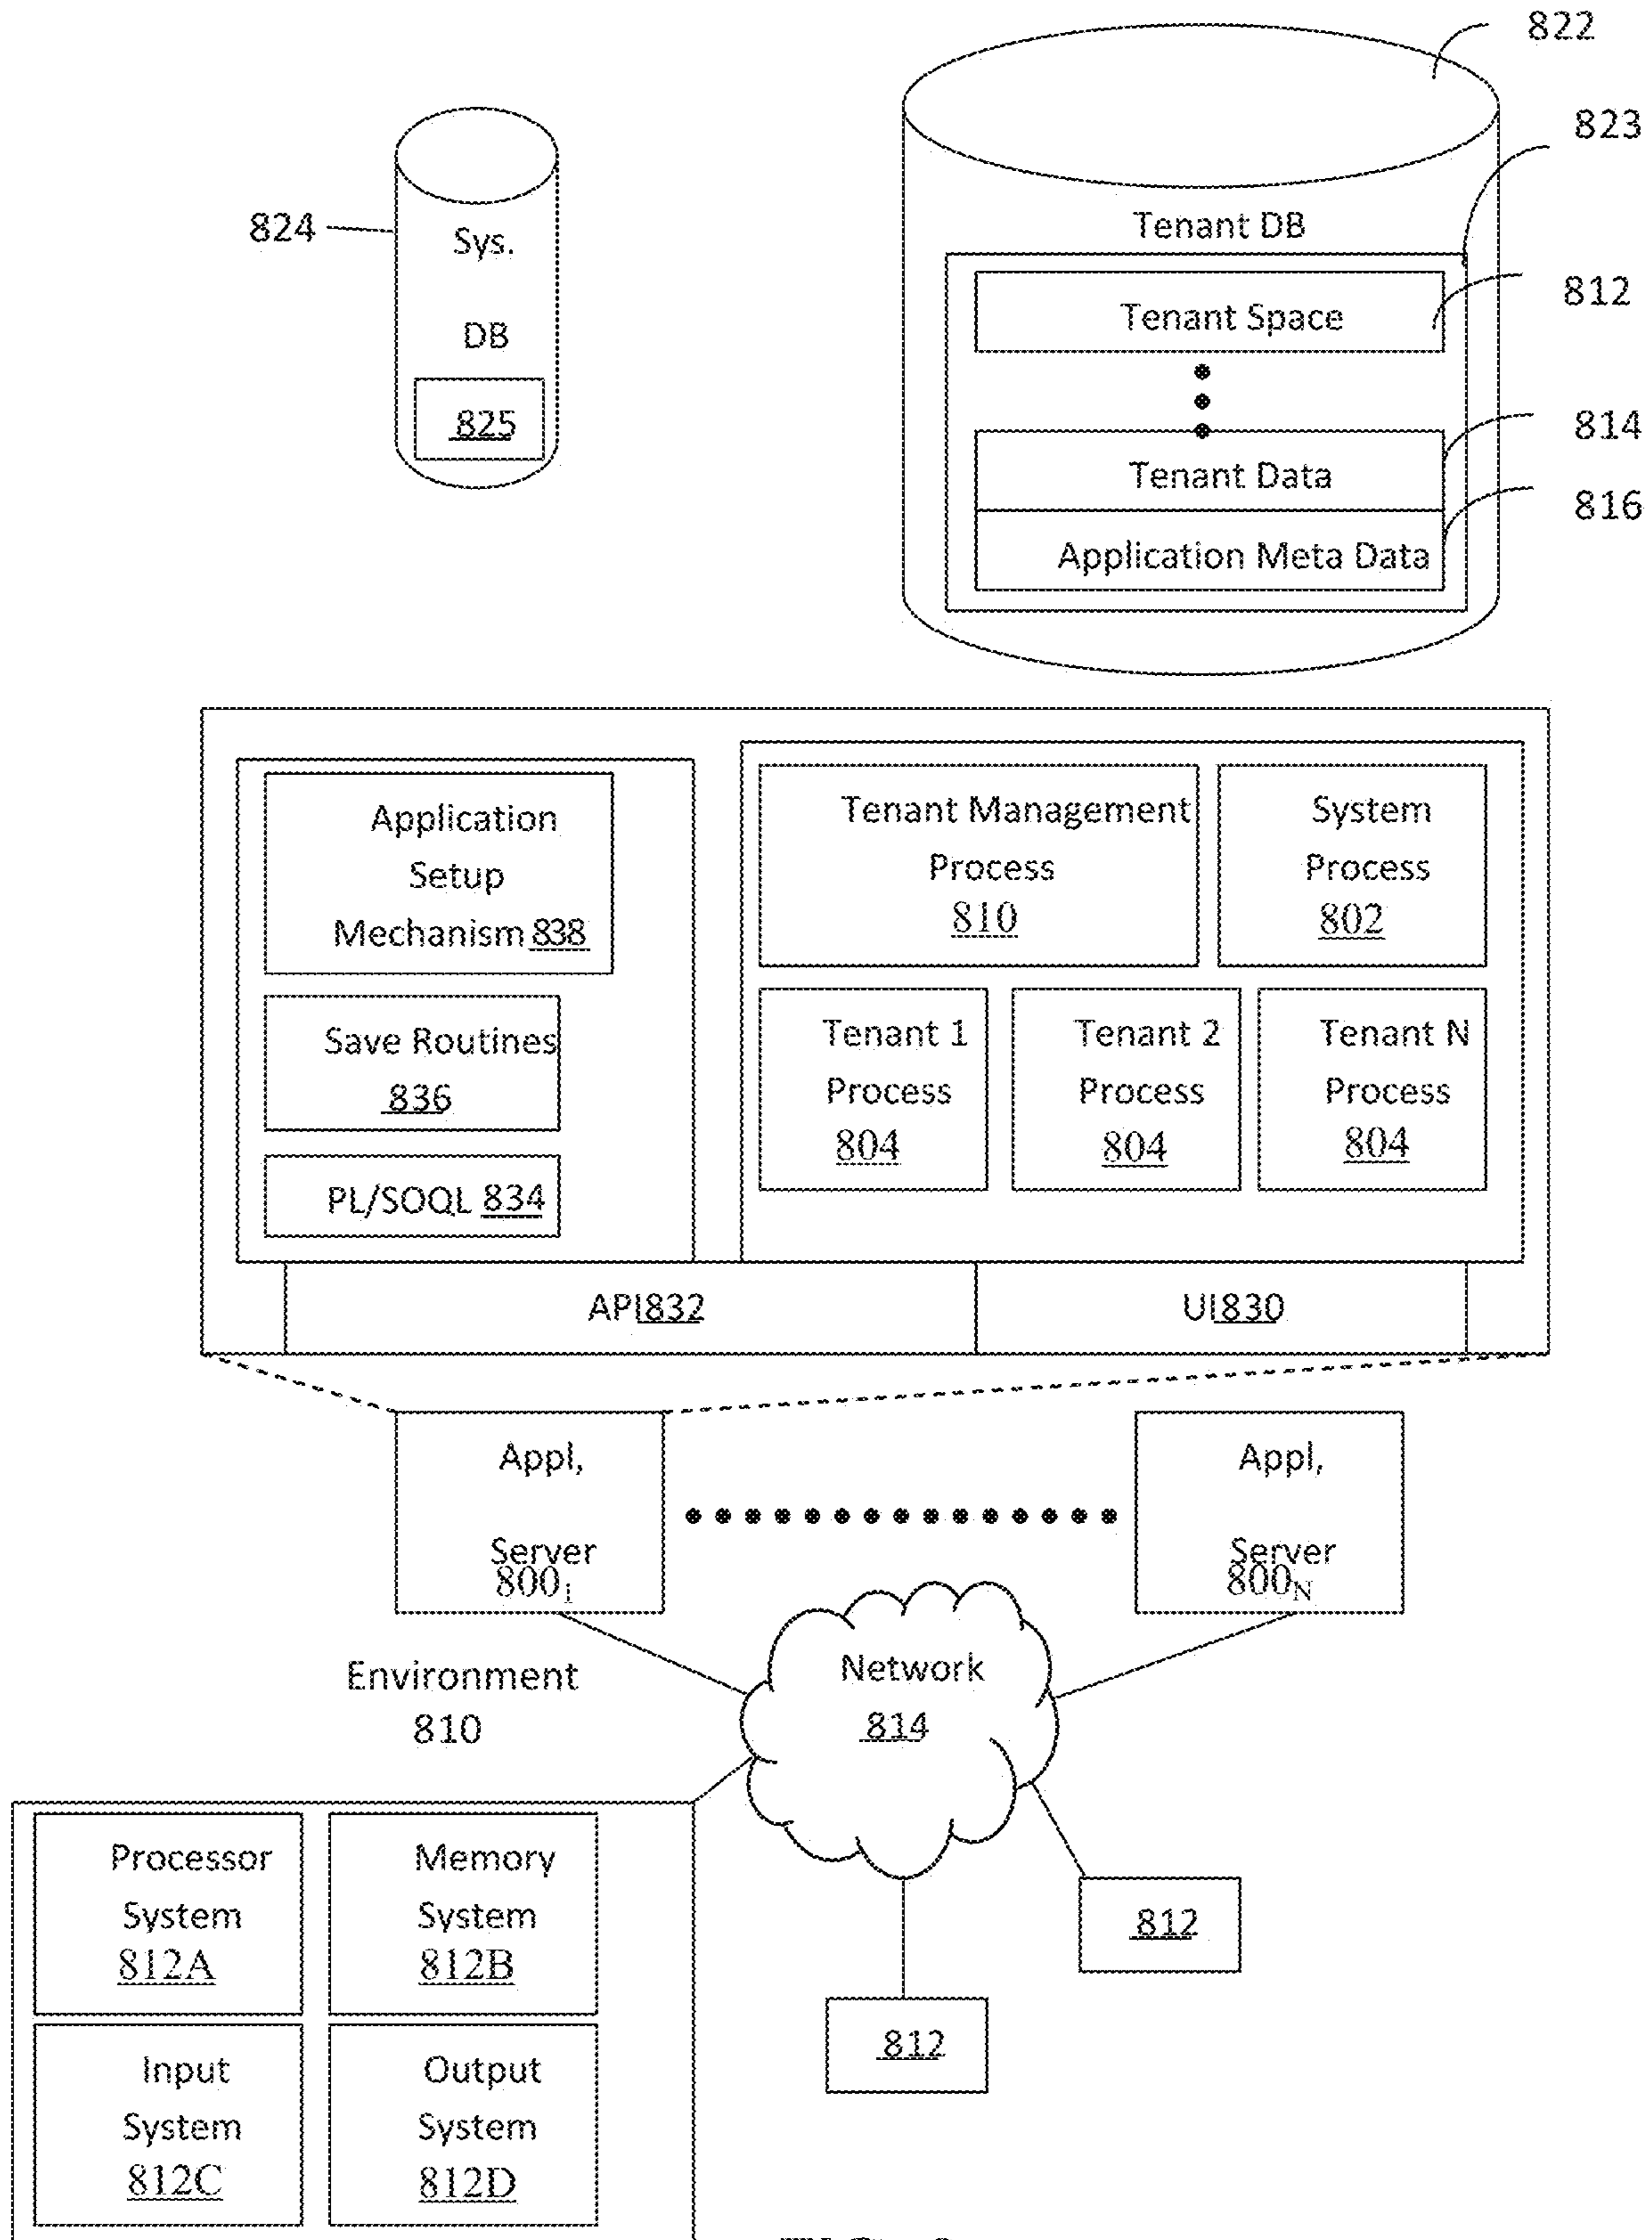 822
823
824
Sys.
DB
825
Tenant DB
Tenant Space
812
Tenant Data
814
Application Meta Data
816
Application
Setup
Mechanism 838
Save Routines
836
PL/SOQL 834
Tenant Management
Process
810
System
Process
802
Tenant 1
Process
804
Tenant 2
Process
804
Tenant N
Process
804
API832
UI830
Appl,
Server
800₁
Appl,
Server
800N
Environment
810
Network
814
Processor
System
812A
Memory
System
812B
Input
System
812C
Output
System
812D
812
812